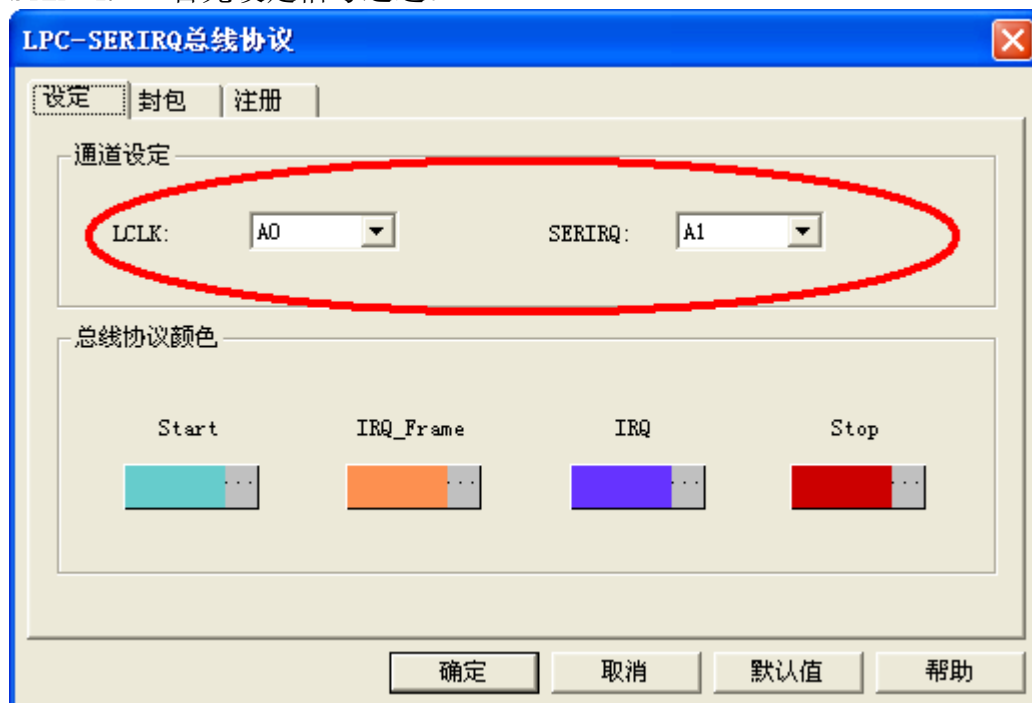 LPC-SERIRQ总线协议
设定 封包 注册
通道设定
LCLK: A0 SERIRQ: A1
总线协议颜色
Start IRQ_Frame IRQ Stop
... ... ... ...
确定 取消 默认值 帮助